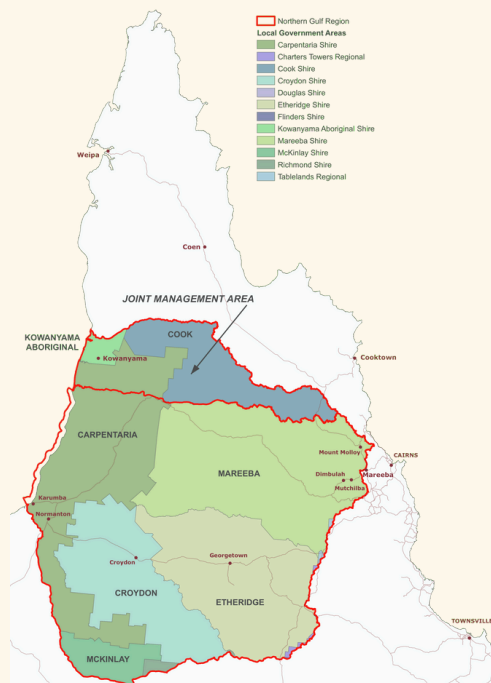 Northern Gulf Region
Local Government Areas
Carpentaria Shire
Charters Towers Regional
Cook Shire
Croydon Shire
Douglas Shire
Etheridge Shire
Flinders Shire
Kowanyama Aboriginal Shire
Mareeba Shire
McKinlay Shire
Richmond Shire
Tablelands Regional
Weipa
Coen
JOINT MANAGEMENT AREA
COOK
KOWANYAMA
ABORIGINAL
Kowanyama
Cooktown
CARPENTARIA
Mount Molloy
CAIRNS
MAREEBA
Mareeba
Dimbulah
Mutchilba
Karumba
Normanton
Croydon
Georgetown
CROYDON
ETHERIDGE
TOWNSVILLE
MCKINLAY